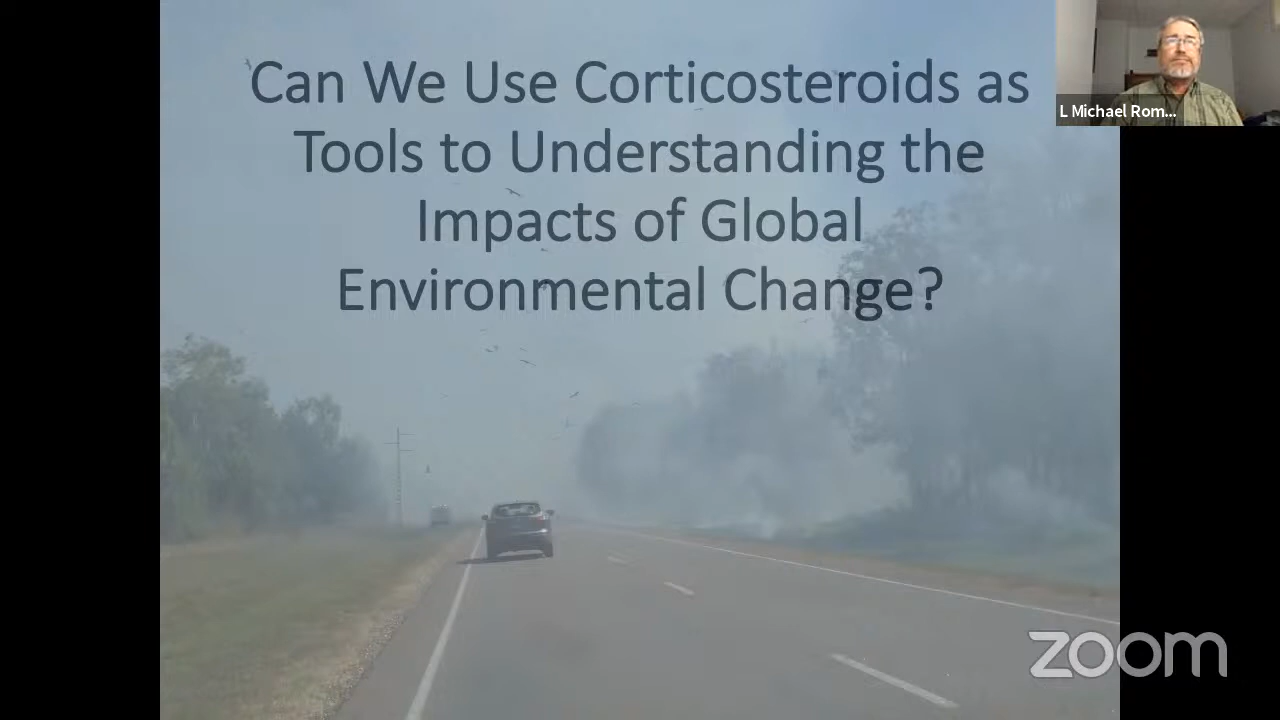 Can We Use Corticosteroids as
Tools to Understanding the
Impacts of Global
Environmental Change?
L Michael Rom...
zoom